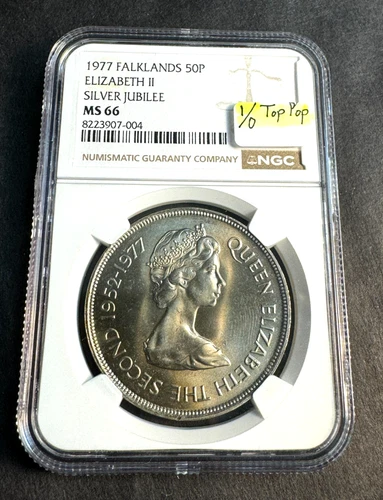 1977 FALKLANDS 50P
ELIZABETH II
SILVER JUBILEE
MS 66
8223907-004
1/0 Top Pop
NUMISMATIC GUARANTY COMPANY NGC
QUEEN ELIZABETH THE SECOND 1952-1977